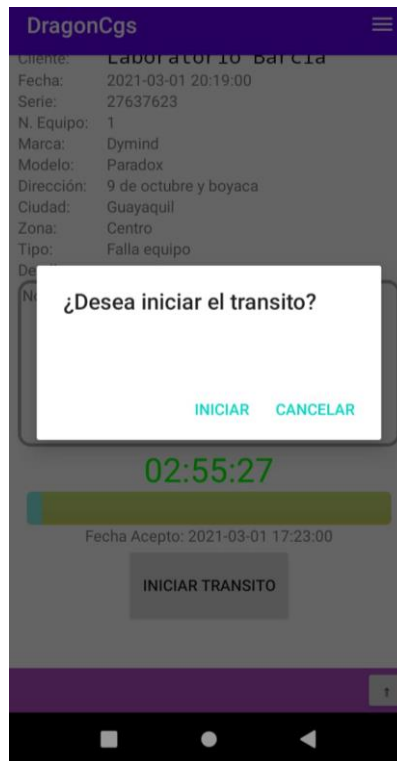 DragonCgs
Cliente: Laboratorio Barcia
Fecha: 2021-03-01 20:19:00
Serie: 27637623
N. Equipo: 1
Marca: Dymind
Modelo: Paradox
Dirección: 9 de octubre y boyaca
Ciudad: Guayaquil
Zona: Centro
Tipo: Falla equipo
¿Desea iniciar el transito?
INICIAR CANCELAR
02:55:27
Fecha Acepto: 2021-03-01 17:23:00
INICIAR TRANSITO
↑